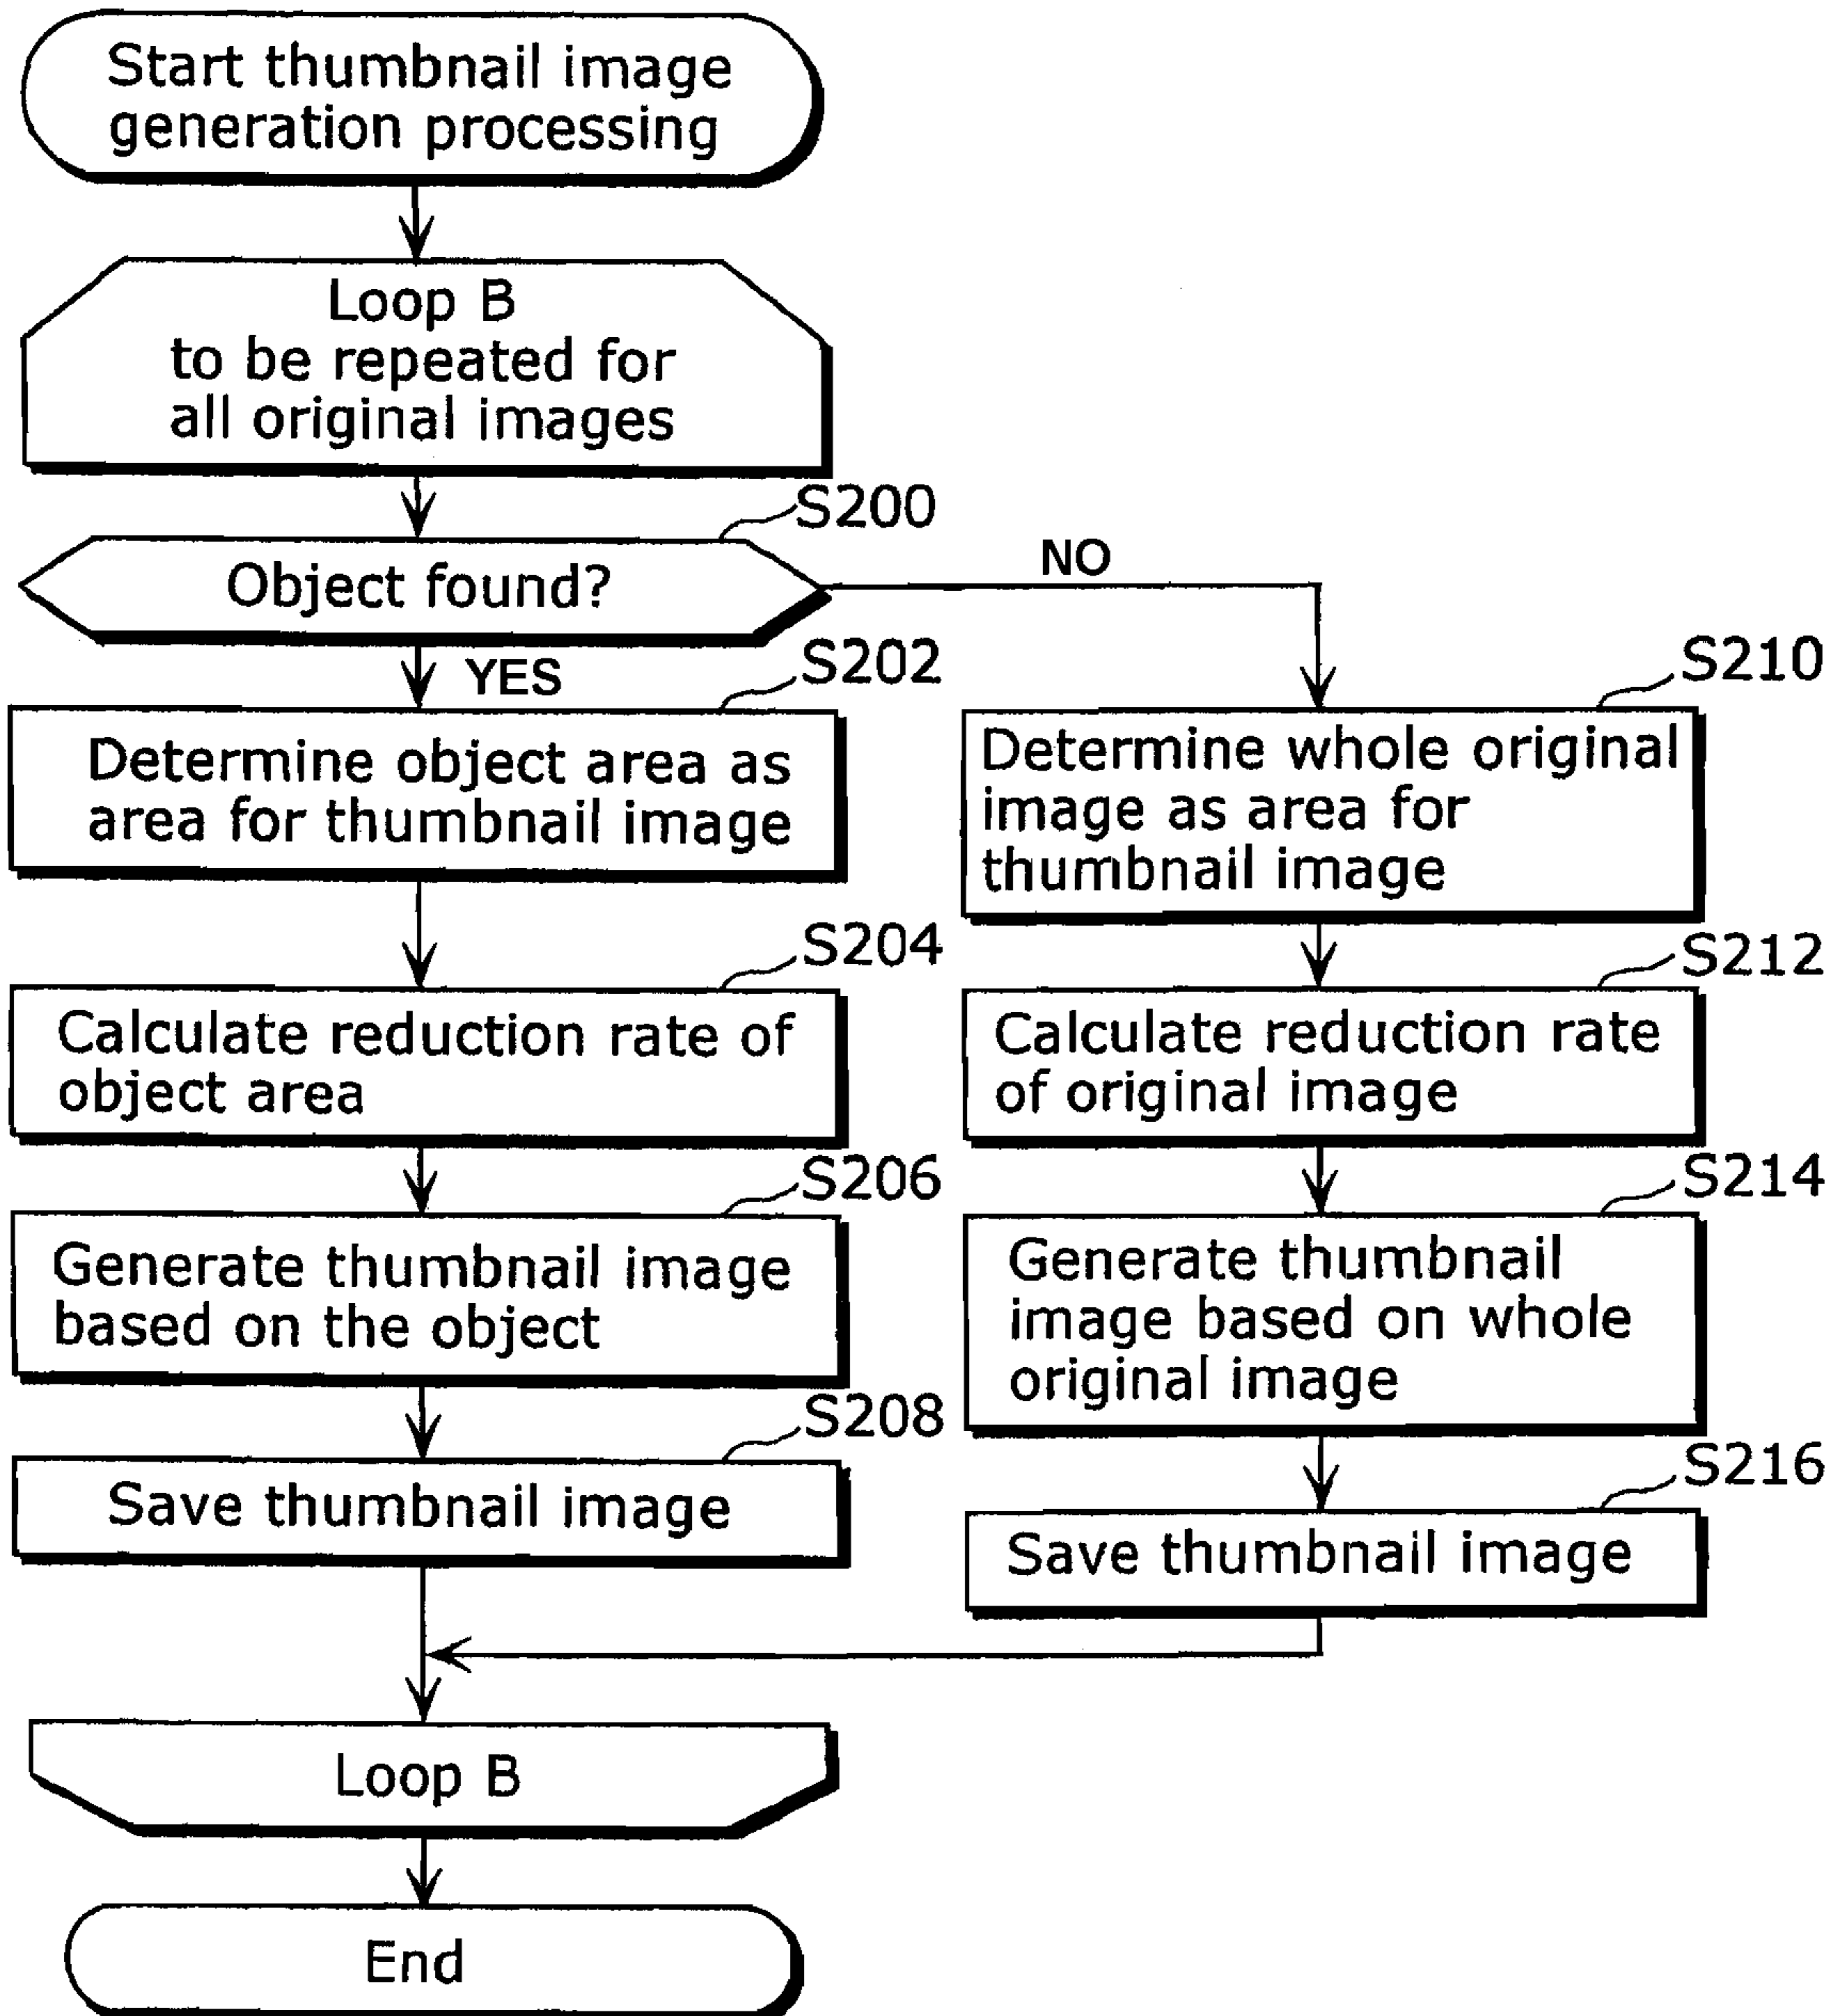 Start thumbnail image
generation processing
Loop B
to be repeated for
all original images
S200
Object found?
NO
YES
S202
Determine object area as
area for thumbnail image
S204
Calculate reduction rate of
object area
S206
Generate thumbnail image
based on the object
S208
Save thumbnail image
S210
Determine whole original
image as area for
thumbnail image
S212
Calculate reduction rate
of original image
S214
Generate thumbnail
image based on whole
original image
S216
Save thumbnail image
Loop B
End